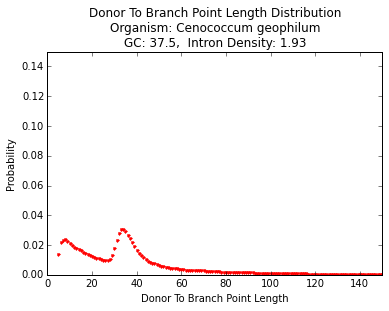 Donor To Branch Point Length Distribution
Organism: Cenococcum geophilum
GC: 37.5,  Intron Density: 1.93
0.14
0.12
0.10
0.08
0.06
0.04
0.02
0.00
Probability
0 20 40 60 80 100 120 140
Donor To Branch Point Length